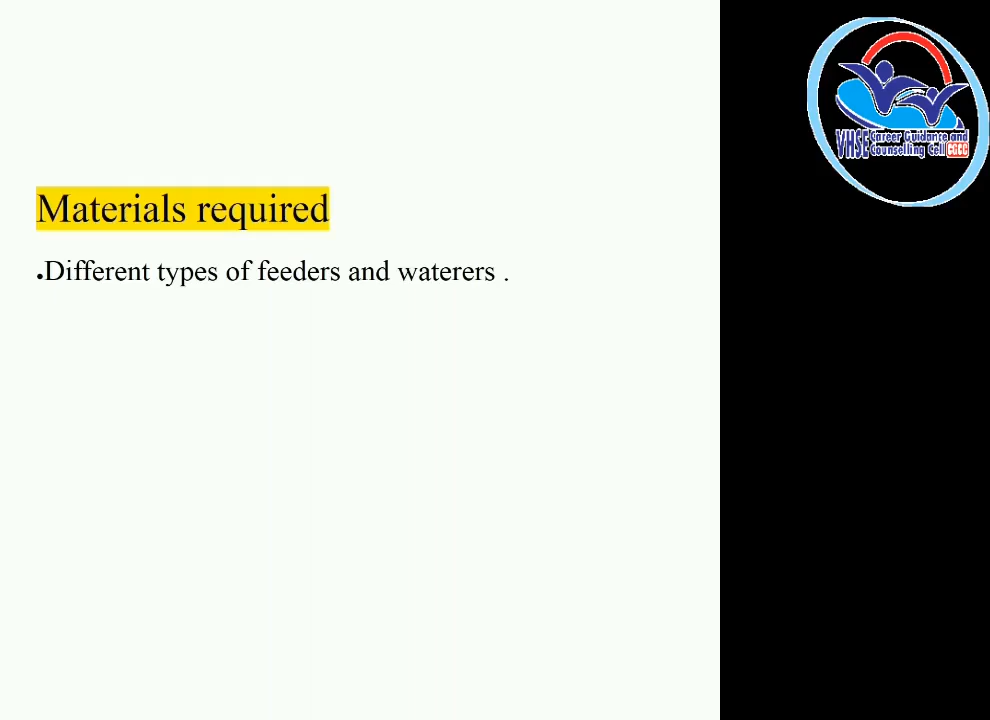 Materials required
•Different types of feeders and waterers .
VHSE Career Guidance and
Counselling Cell CGCC